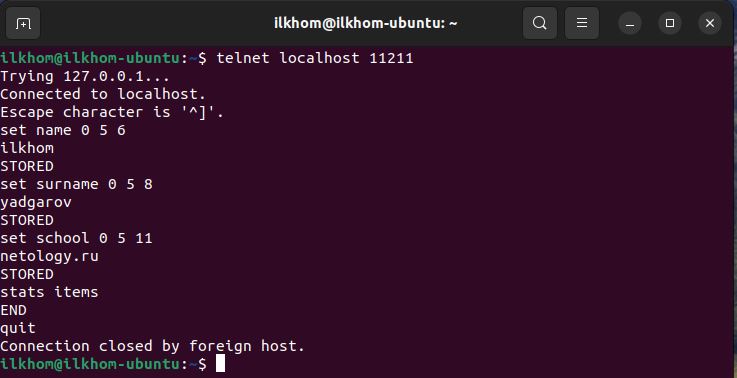 ilkhom@ilkhom-ubuntu: ~
ilkhom@ilkhom-ubuntu:~$ telnet localhost 11211
Trying 127.0.0.1...
Connected to localhost.
Escape character is '^]'.
set name 0 5 6
ilkhom
STORED
set surname 0 5 8
yadgarov
STORED
set school 0 5 11
netology.ru
STORED
stats items
END
quit
Connection closed by foreign host.
ilkhom@ilkhom-ubuntu:~$